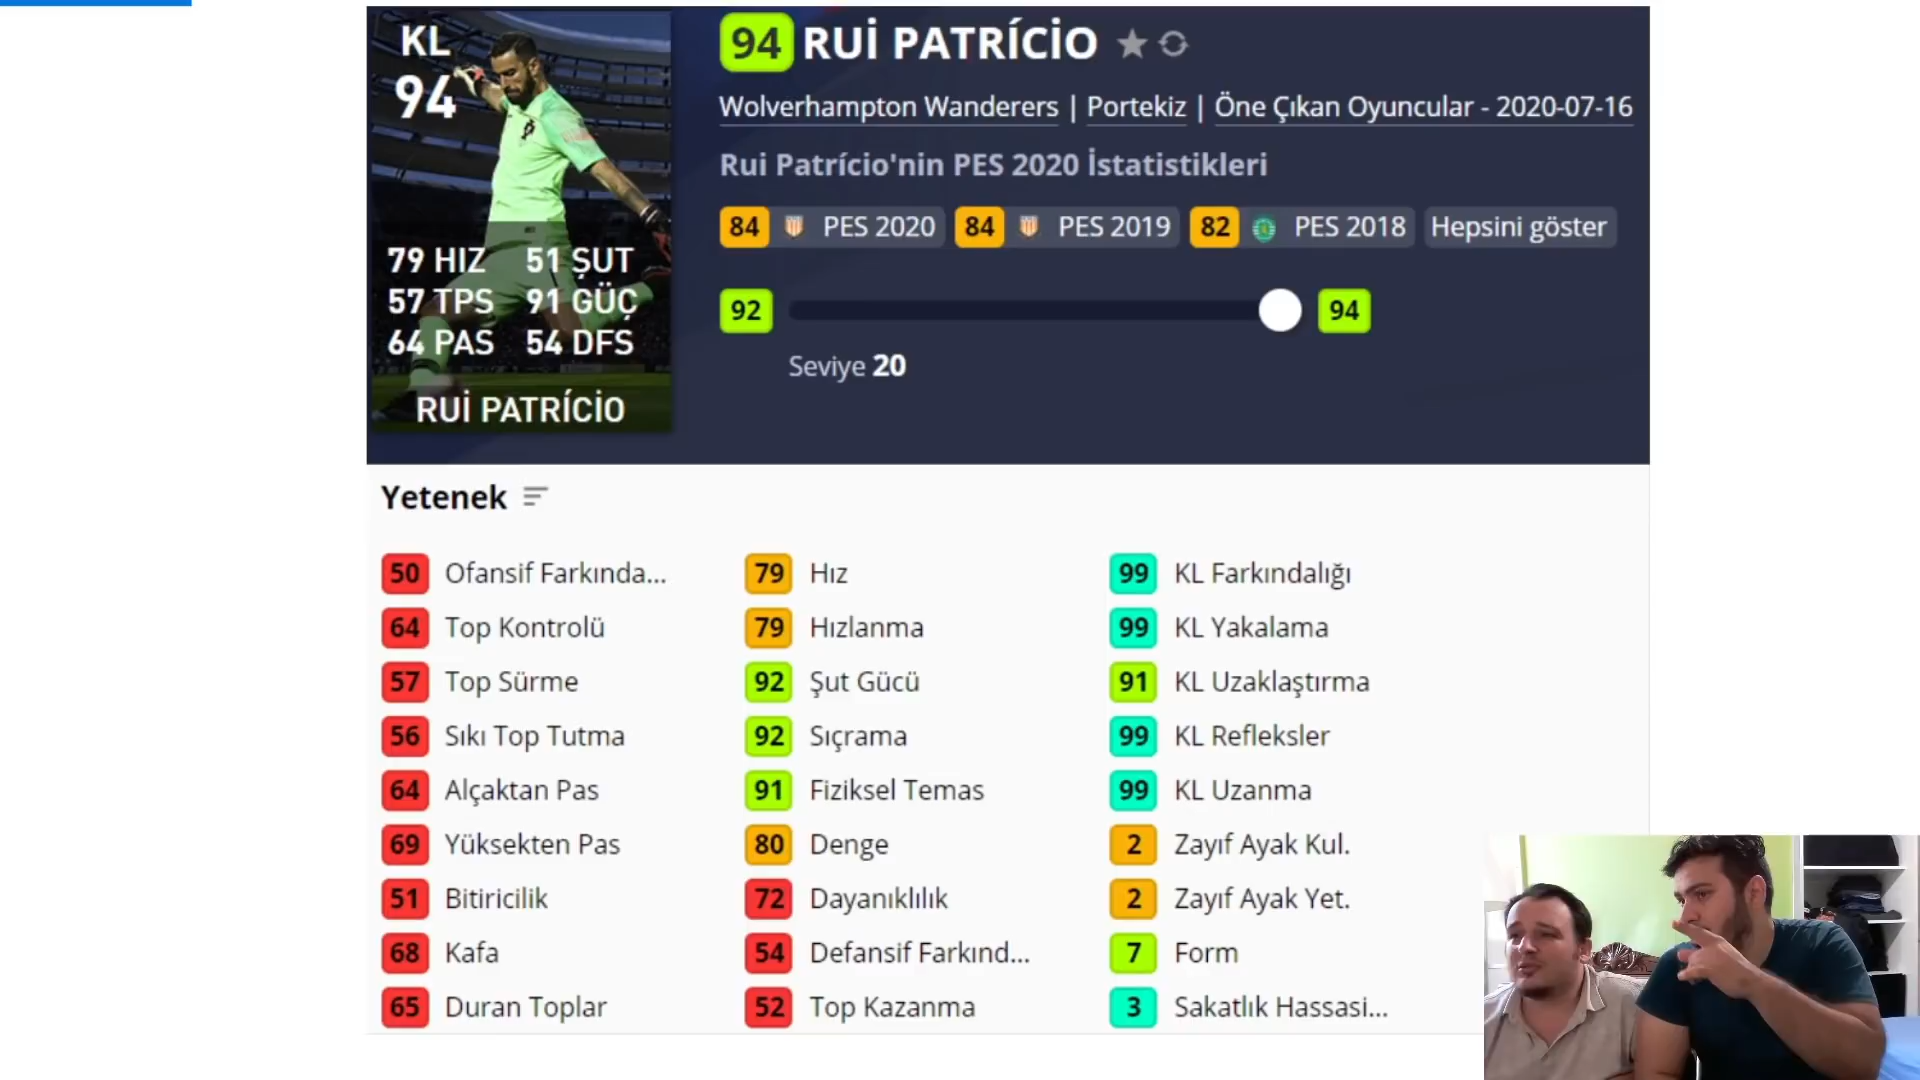 KL
94
79 HIZ 51 ŞUT
57 TPS 91 GÜÇ
64 PAS 54 DFS
RUİ PATRÍCİO
94 RUİ PATRÍCİO
Wolverhampton Wanderers | Portekiz | Öne Çıkan Oyuncular - 2020-07-16
Rui Patrício'nin PES 2020 İstatistikleri
84 PES 2020 84 PES 2019 82 PES 2018 Hepsini göster
92 94
Seviye 20
Yetenek
50 Ofansif Farkında... 79 Hız 99 KL Farkındalığı
64 Top Kontrolü 79 Hızlanma 99 KL Yakalama
57 Top Sürme 92 Şut Gücü 91 KL Uzaklaştırma
56 Sıkı Top Tutma 92 Sıçrama 99 KL Refleksler
64 Alçaktan Pas 91 Fiziksel Temas 99 KL Uzanma
69 Yüksekten Pas 80 Denge 2 Zayıf Ayak Kul.
51 Bitiricilik 72 Dayanıklılık 2 Zayıf Ayak Yet.
68 Kafa 54 Defansif Farkınd... 7 Form
65 Duran Toplar 52 Top Kazanma 3 Sakatlık Hassasi...